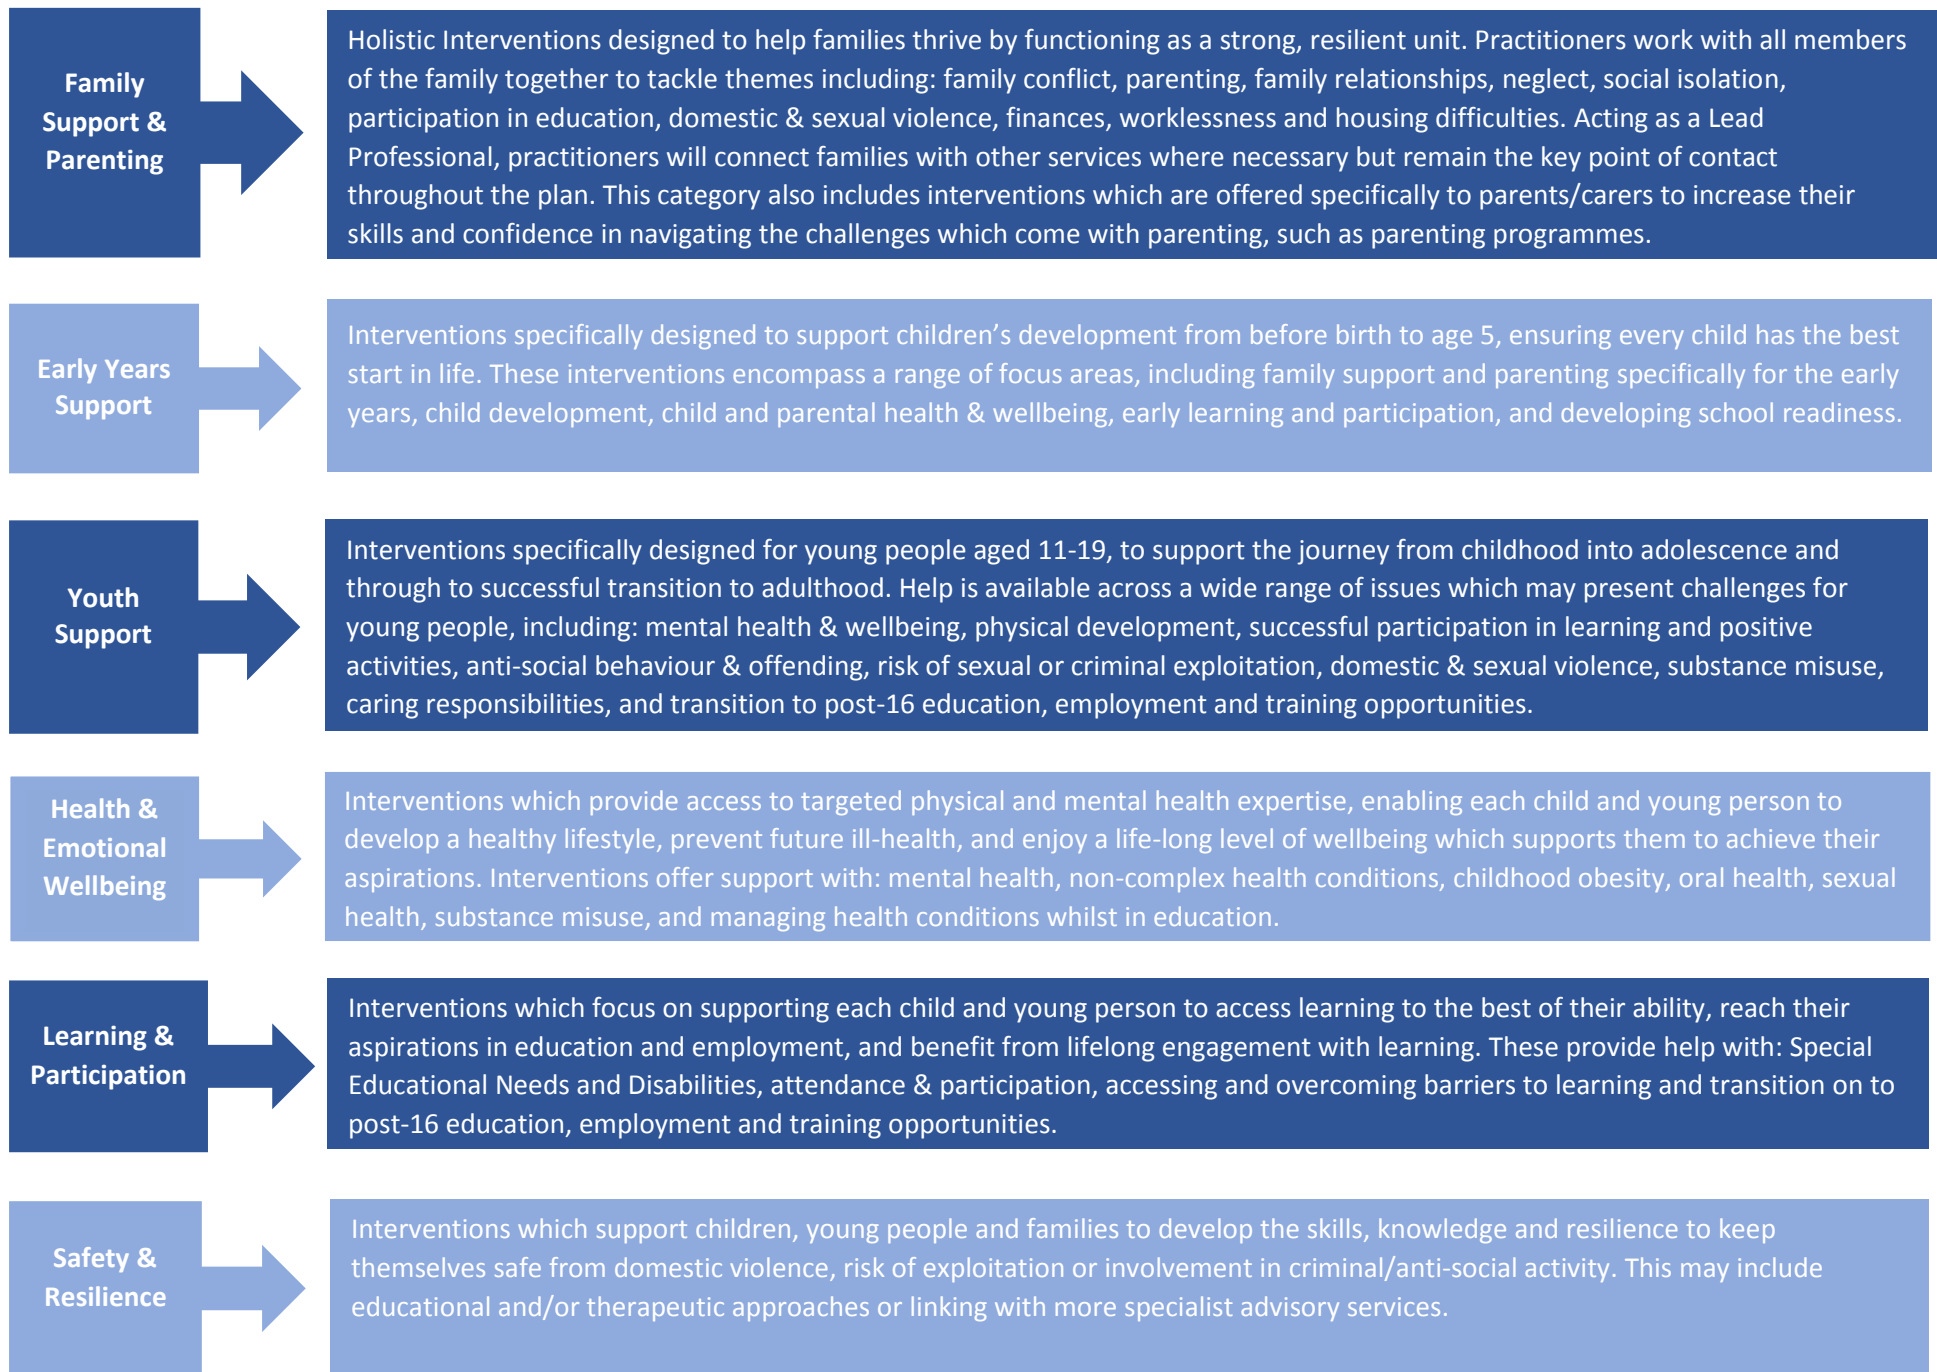 Family
Support &
Parenting
Holistic Interventions designed to help families thrive by functioning as a strong, resilient unit. Practitioners work with all members
of the family together to tackle themes including: family conflict, parenting, family relationships, neglect, social isolation,
participation in education, domestic & sexual violence, finances, worklessness and housing difficulties. Acting as a Lead
Professional, practitioners will connect families with other services where necessary but remain the key point of contact
throughout the plan. This category also includes interventions which are offered specifically to parents/carers to increase their
skills and confidence in navigating the challenges which come with parenting, such as parenting programmes.
Early Years
Support
Interventions specifically designed to support children’s development from before birth to age 5, ensuring every child has the best
start in life. These interventions encompass a range of focus areas, including family support and parenting specifically for the early
years, child development, child and parental health & wellbeing, early learning and participation, and developing school readiness.
Youth
Support
Interventions specifically designed for young people aged 11-19, to support the journey from childhood into adolescence and
through to successful transition to adulthood. Help is available across a wide range of issues which may present challenges for
young people, including: mental health & wellbeing, physical development, successful participation in learning and positive
activities, anti-social behaviour & offending, risk of sexual or criminal exploitation, domestic & sexual violence, substance misuse,
caring responsibilities, and transition to post-16 education, employment and training opportunities.
Health &
Emotional
Wellbeing
Interventions which provide access to targeted physical and mental health expertise, enabling each child and young person to
develop a healthy lifestyle, prevent future ill-health, and enjoy a life-long level of wellbeing which supports them to achieve their
aspirations. Interventions offer support with: mental health, non-complex health conditions, childhood obesity, oral health, sexual
health, substance misuse, and managing health conditions whilst in education.
Learning &
Participation
Interventions which focus on supporting each child and young person to access learning to the best of their ability, reach their
aspirations in education and employment, and benefit from lifelong engagement with learning. These provide help with: Special
Educational Needs and Disabilities, attendance & participation, accessing and overcoming barriers to learning and transition on to
post-16 education, employment and training opportunities.
Safety &
Resilience
Interventions which support children, young people and families to develop the skills, knowledge and resilience to keep
themselves safe from domestic violence, risk of exploitation or involvement in criminal/anti-social activity. This may include
educational and/or therapeutic approaches or linking with more specialist advisory services.